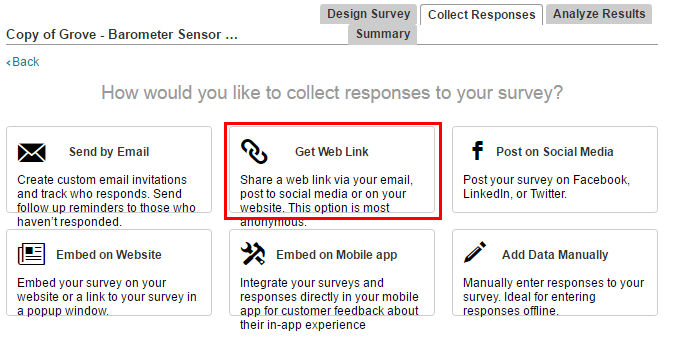 Design Survey Collect Responses Analyze Results
Copy of Grove - Barometer Sensor ... Summary
‹Back
How would you like to collect responses to your survey?
Send by Email
Create custom email invitations
and track who responds. Send
follow up reminders to those who
haven't responded.
Get Web Link
Share a web link via your email,
post to social media or on your
website. This option is most
anonymous.
Post on Social Media
Post your survey on Facebook,
LinkedIn, or Twitter.
Embed on Website
Embed your survey on your
website or a link to your survey in
a popup window.
Embed on Mobile app
Integrate your surveys and
responses directly in your mobile
app for customer feedback about
their in-app experience
Add Data Manually
Manually enter responses to your
survey. Ideal for entering
responses offline.